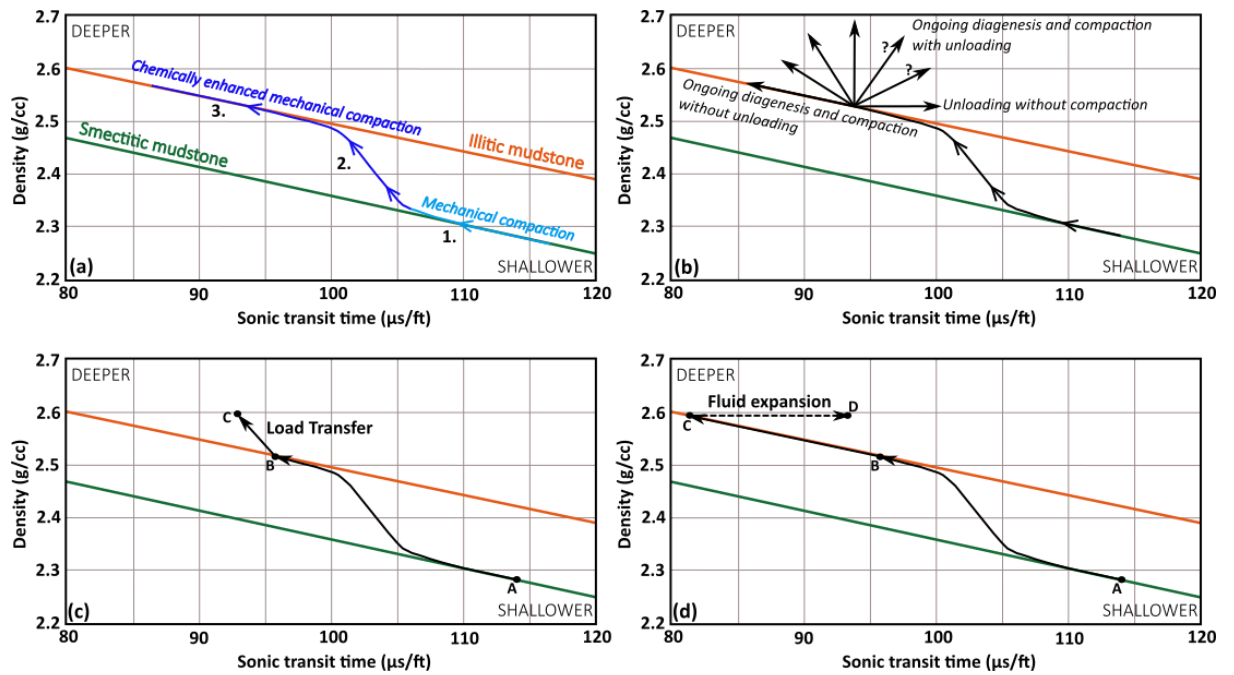 2.7
DEEPER
2.6
2.5
2.4
2.3
2.2
Density (g/cc)
Chemically enhanced mechanical compaction
3.
Smectitic mudstone
Illitic mudstone
2.
Mechanical compaction
1.
(a)
SHALLOWER
80
90
100
110
120
Sonic transit time (μs/ft)
2.7
DEEPER
2.6
2.5
2.4
2.3
2.2
Density (g/cc)
Ongoing diagenesis and compaction
with unloading
?
?
Unloading without compaction
Ongoing diagenesis and compaction
without unloading
(b)
SHALLOWER
80
90
100
110
120
Sonic transit time (μs/ft)
2.7
DEEPER
2.6
2.5
2.4
2.3
2.2
Density (g/cc)
C
Load Transfer
B
A
(c)
SHALLOWER
80
90
100
110
120
Sonic transit time (μs/ft)
2.7
DEEPER
2.6
2.5
2.4
2.3
2.2
Density (g/cc)
Fluid expansion
C
D
B
A
(d)
SHALLOWER
80
90
100
110
120
Sonic transit time (μs/ft)